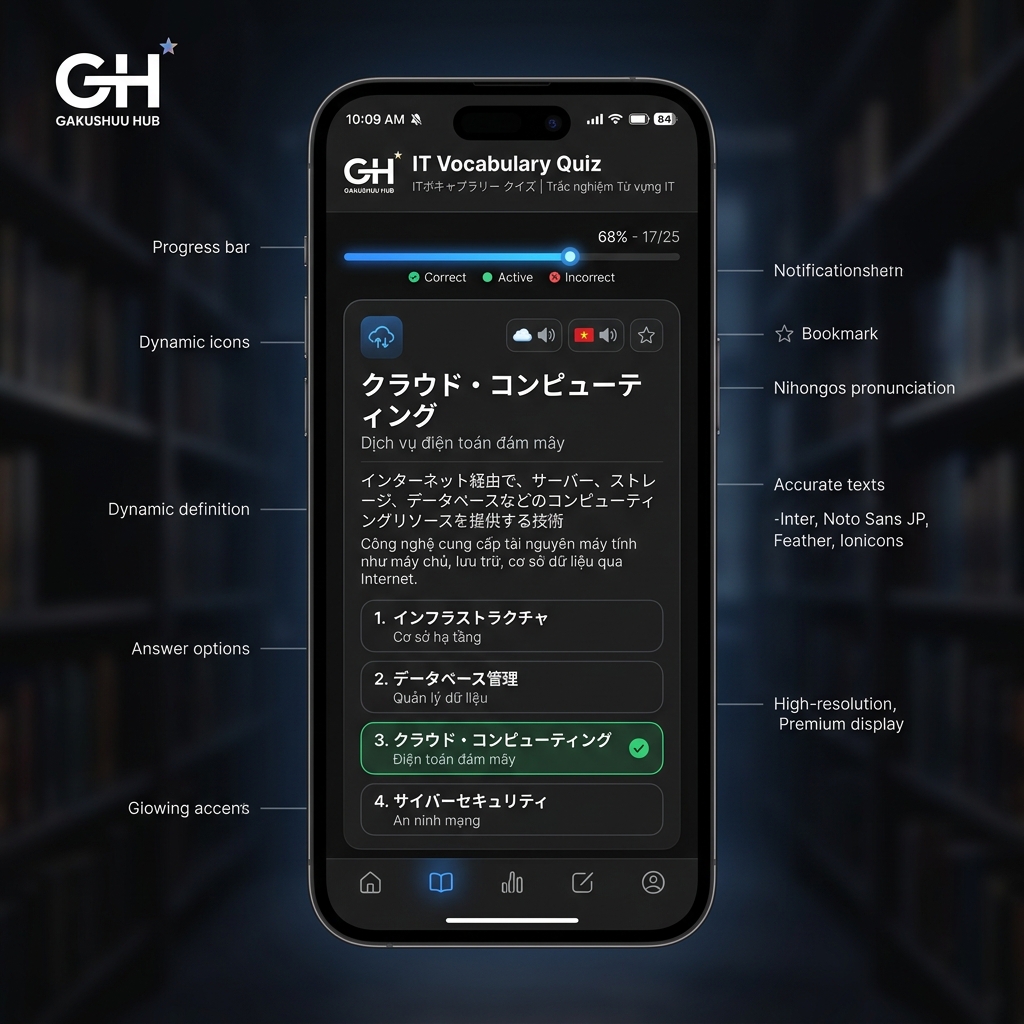 GH
GAKUSHUU HUB
10:09 AM
84
GH
GAKUSHUU HUB
IT Vocabulary Quiz
ITボキャブラリー クイズ | Trắc nghiệm Từ vựng IT
68% - 17/25
Correct
Active
Incorrect
クラウド・コンピューテ
ィング
Dịch vụ điện toán đám mây
インターネット経由で、サーバー、ストレ
ージ、データベースなどのコンピューティ
ングリソースを提供する技術
Công nghệ cung cấp tài nguyên máy tính
như máy chủ, lưu trữ, cơ sở dữ liệu qua
Internet.
1. インフラストラクチャ
Cơ sở hạ tầng
2. データベース管理
Quản lý dữ liệu
3. クラウド・コンピューティング
Điện toán đám mây
4. サイバーセキュリティ
An ninh mạng
Progress bar
Dynamic icons
Dynamic definition
Answer options
Giowing accens
Notificationshern
Bookmark
Nihongos pronunciation
Accurate texts
-Inter, Noto Sans JP,
Feather, Ionicons
High-resolution,
Premium display